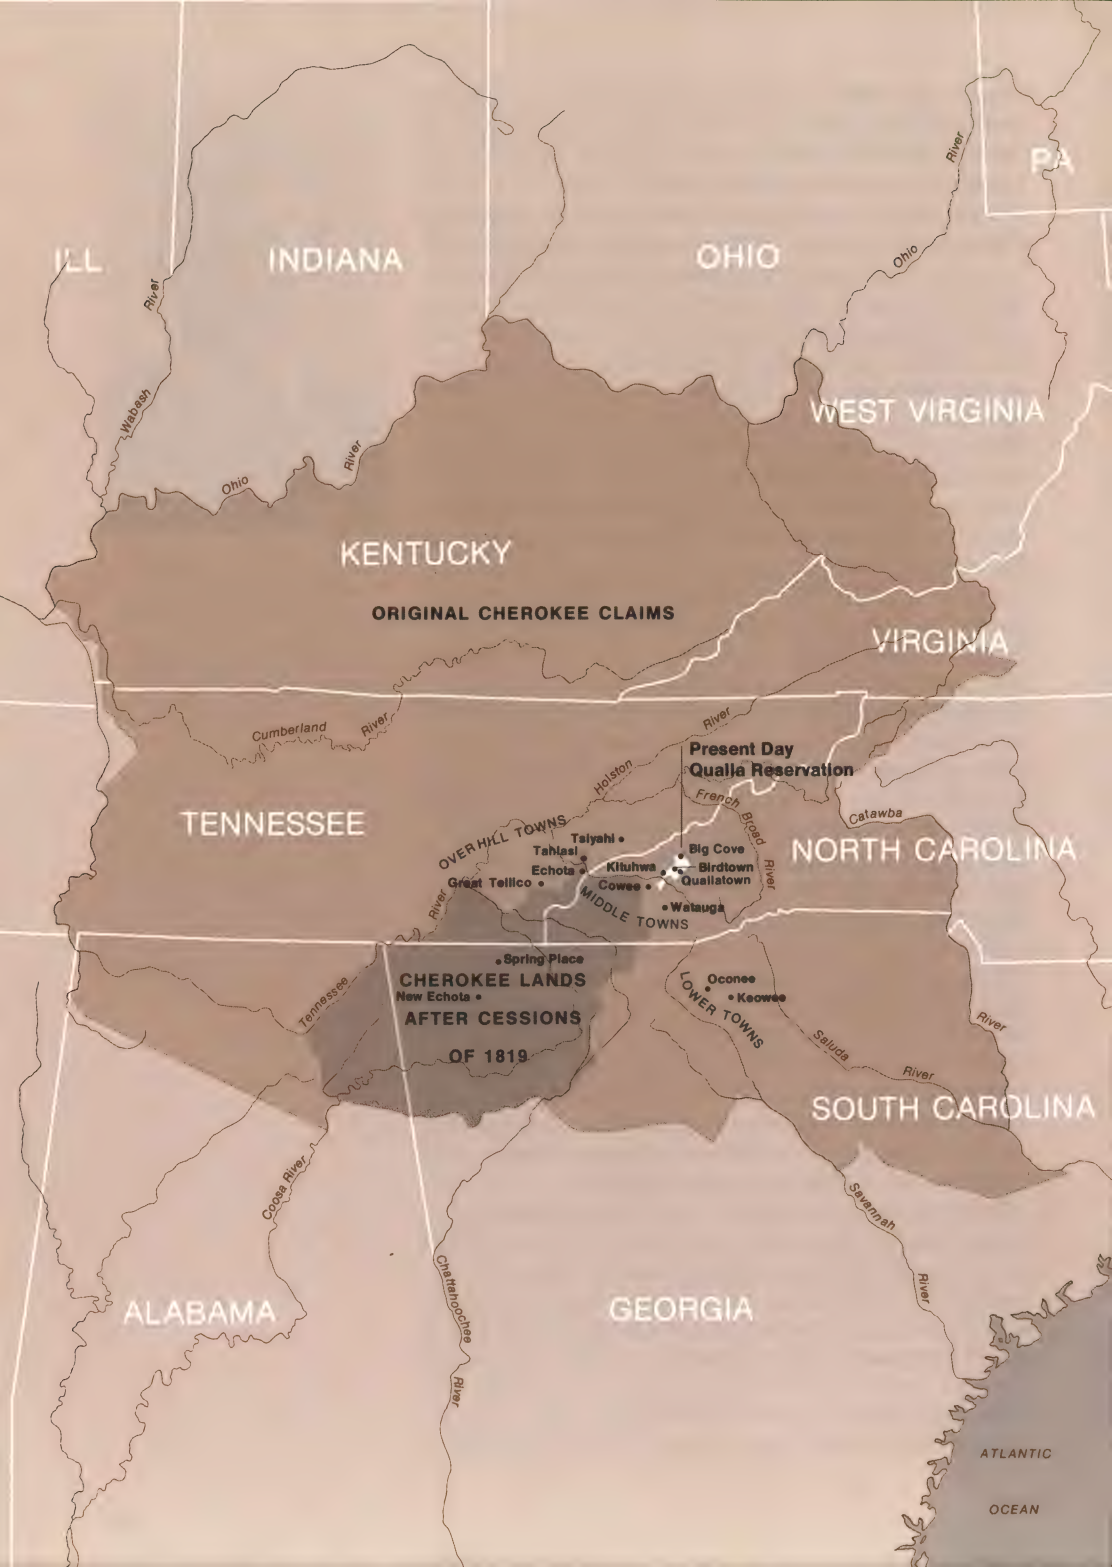 PA
River
ILL
INDIANA
OHIO
Ohio
River
Wabash
WEST VIRGINIA
River
Ohio
KENTUCKY
ORIGINAL CHEROKEE CLAIMS
VIRGINIA
River
Cumberland
River
Present Day
Qualla Reservation
Holston
French
Broad
River
Catawba
TENNESSEE
OVERHILL TOWNS
Tsiyahi
Tahlasi
Big Cove
NORTH CAROLINA
Echota
Kituhwa
Birdtown
Great Tellico
Cowee
Quallatown
River
MIDDLE TOWNS
Watauga
Spring Place
CHEROKEE LANDS
Oconee
New Echota
Keowee
Tennessee
LOWER TOWNS
AFTER CESSIONS
River
OF 1819
Saluda
River
SOUTH CAROLINA
Coosa River
Savannah
River
Chattahoochee
River
ALABAMA
GEORGIA
ATLANTIC
OCEAN